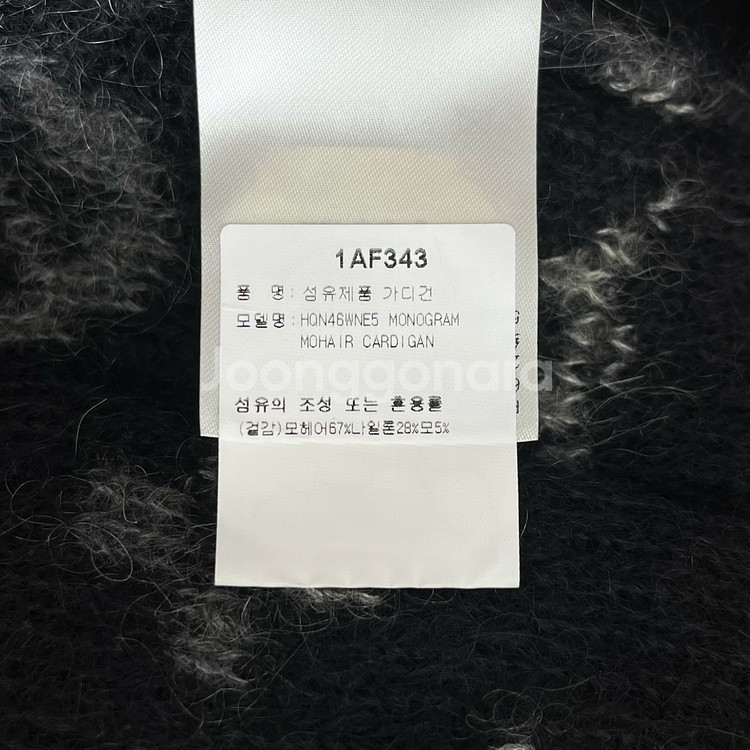 1AF343
품 명 : 섬유제품 가디건
모델명 : HQN46WNE5 MONOGRAM
MOHAIR CARDIGAN
Joonggonara
섬유의 조성 또는 혼용률
(겉감)모헤어67%나일론28%모5%